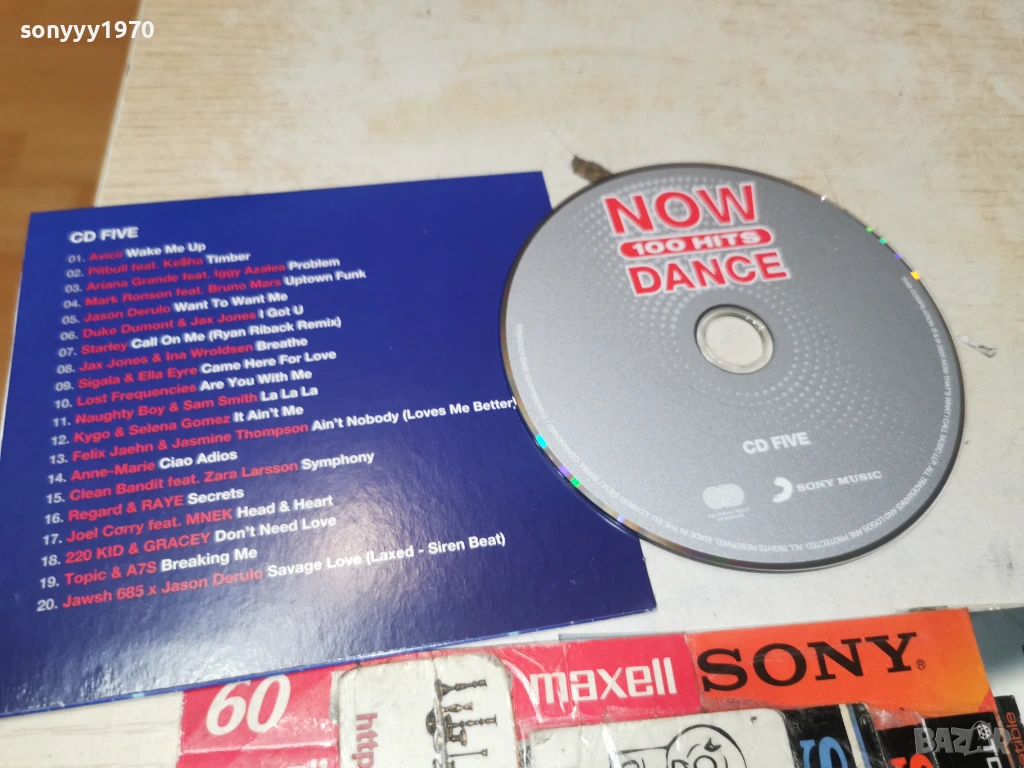 sonyyy1970
CD FIVE
01. Avicii Wake Me Up
02. Pitbull feat. Ke$ha Timber
03. Ariana Grande feat. Iggy Azalea Problem
04. Mark Ronson feat. Bruno Mars Uptown Funk
05. Jason Derulo Want To Want Me
06. Duke Dumont & Jax Jones I Got U
07. Starley Call On Me (Ryan Riback Remix)
08. Jax Jones & Ina Wroldsen Breathe
09. Sigala & Ella Eyre Came Here For Love
10. Lost Frequencies Are You With Me
11. Naughty Boy & Sam Smith La La La
12. Kygo & Selena Gomez It Ain't Me
13. Felix Jaehn & Jasmine Thompson Ain't Nobody (Loves Me Better)
14. Anne-Marie Ciao Adios
15. Clean Bandit feat. Zara Larsson Symphony
16. Regard & RAYE Secrets
17. Joel Corry feat. MNEK Head & Heart
18. 220 KID & GRACEY Don't Need Love
19. Topic & A7S Breaking Me
20. Jawsh 685 x Jason Derulo Savage Love (Laxed - Siren Beat)
NOW
100 HITS
DANCE
CD FIVE
SONY MUSIC
60
http
maxell
SONY®
BAZAR